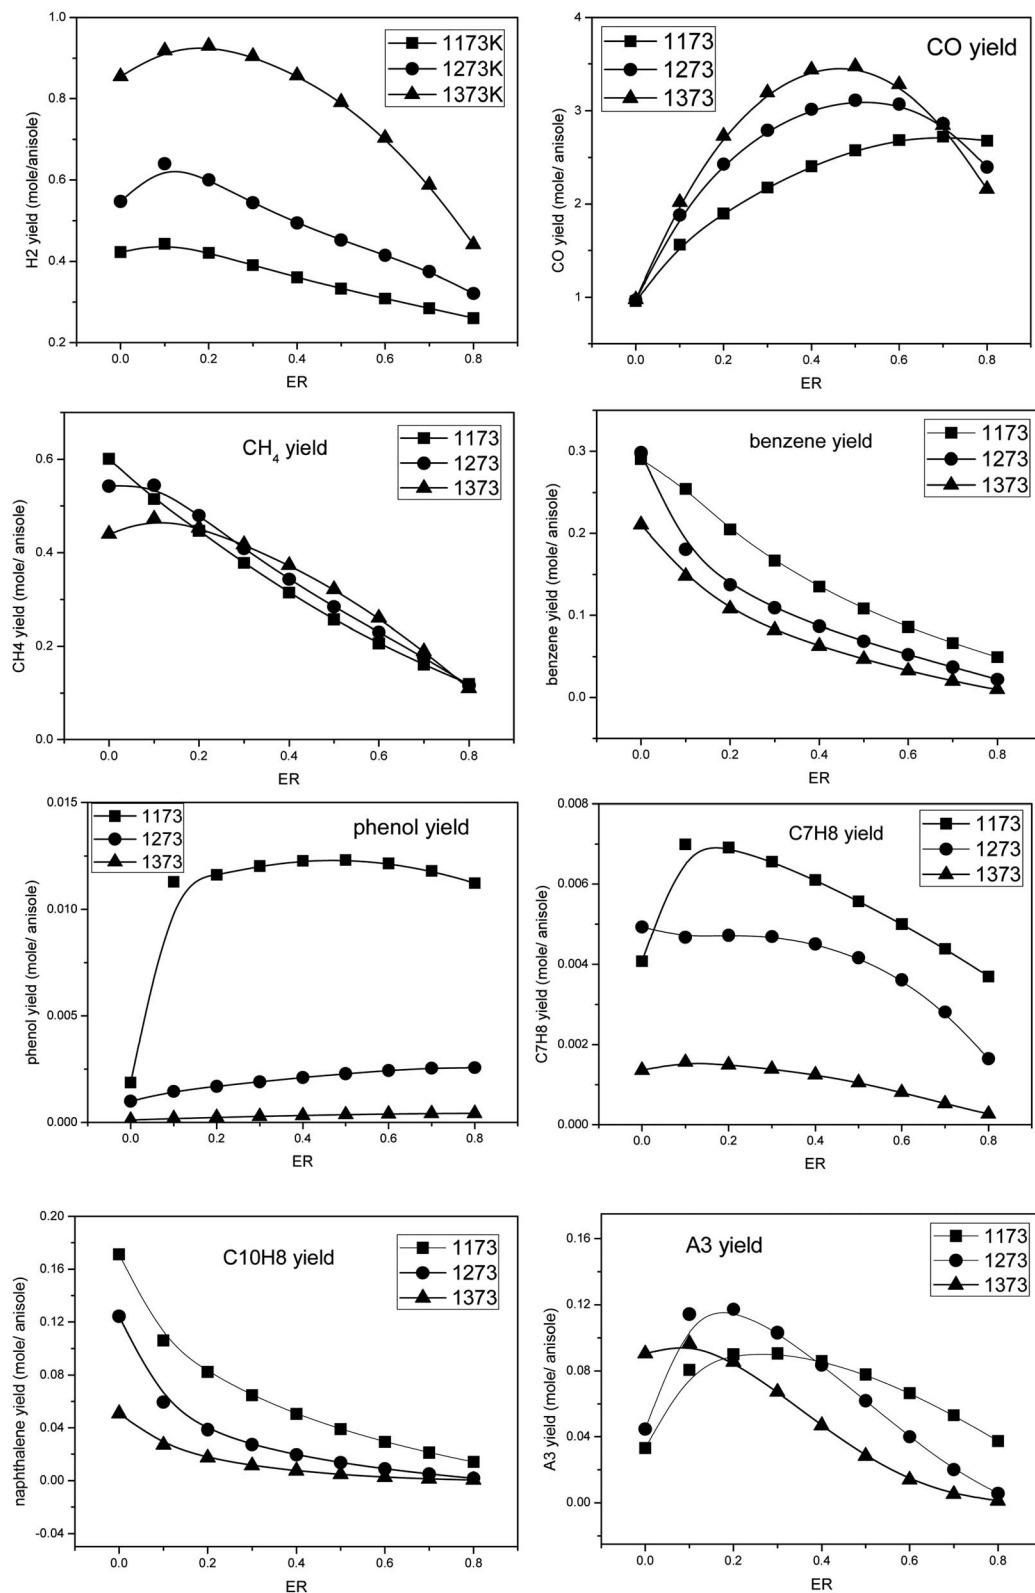 1.0
0.8
0.6
0.4
0.2
H2 yield (mole/anisole)
1173K
1273K
1373K
0.0 0.2 0.4 0.6 0.8
ER
4
3
2
1
CO yield (mole/ anisole)
1173
1273
1373
CO yield
0.0 0.2 0.4 0.6 0.8
ER
0.6
0.4
0.2
0.0
CH4 yield (mole/ anisole)
CH4 yield
1173
1273
1373
0.0 0.2 0.4 0.6 0.8
ER
0.3
0.2
0.1
0.0
benzene yield (mole/ anisole)
benzene yield
1173
1273
1373
0.0 0.2 0.4 0.6 0.8
ER
0.015
0.010
0.005
0.000
phenol yield (mole/ anisole)
1173
1273
1373
phenol yield
0.0 0.2 0.4 0.6 0.8
ER
0.008
0.006
0.004
0.002
0.000
C7H8 yield (mole/ anisole)
C7H8 yield
1173
1273
1373
0.0 0.2 0.4 0.6 0.8
ER
0.20
0.16
0.12
0.08
0.04
0.00
-0.04
naphthalene yield (mole/ anisole)
C10H8 yield
1173
1273
1373
0.0 0.2 0.4 0.6 0.8
ER
0.16
0.12
0.08
0.04
0.00
A3 yield (mole/ anisole)
A3 yield
1173
1273
1373
0.0 0.2 0.4 0.6 0.8
ER